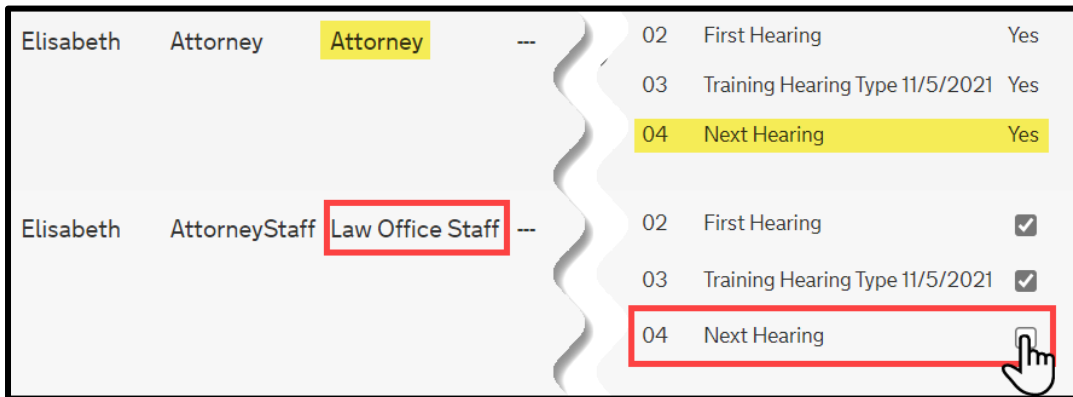 Elisabeth Attorney Attorney --- 02 First Hearing Yes
03 Training Hearing Type 11/5/2021 Yes
04 Next Hearing Yes
Elisabeth AttorneyStaff Law Office Staff --- 02 First Hearing
03 Training Hearing Type 11/5/2021
04 Next Hearing